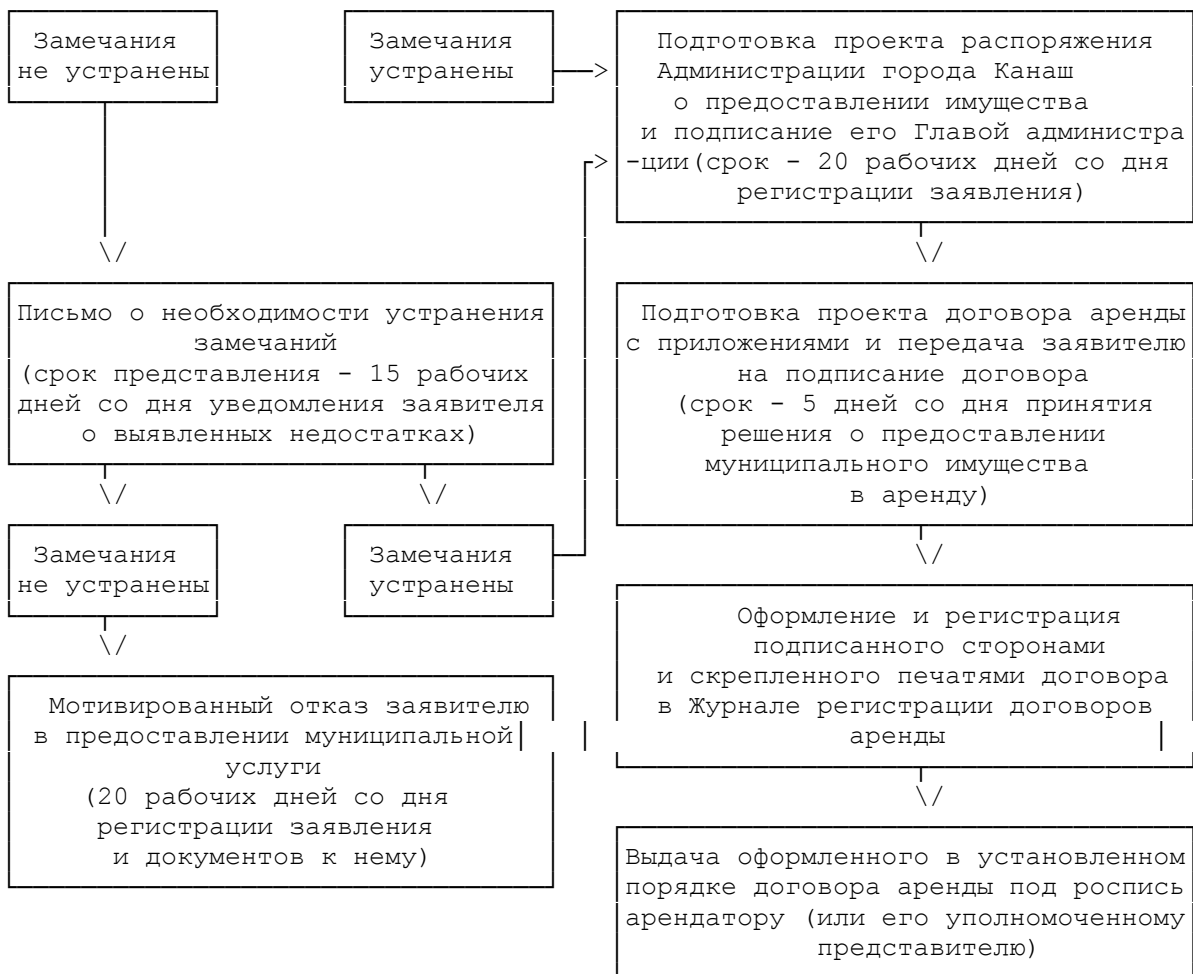 Замечания
не устранены
Замечания
устранены
Подготовка проекта распоряжения
Администрации города Канаш
о предоставлении имущества
и подписание его Главой администра
-ции(срок - 20 рабочих дней со дня
регистрации заявления)
Письмо о необходимости устранения
замечаний
(срок представления - 15 рабочих
дней со дня уведомления заявителя
о выявленных недостатках)
Подготовка проекта договора аренды
с приложениями и передача заявителю
на подписание договора
(срок - 5 дней со дня принятия
решения о предоставлении
муниципального имущества
в аренду)
Замечания
не устранены
Замечания
устранены
Оформление и регистрация
подписанного сторонами
и скрепленного печатями договора
в Журнале регистрации договоров
аренды
Мотивированный отказ заявителю
в предоставлении муниципальной
услуги
(20 рабочих дней со дня
регистрации заявления
и документов к нему)
Выдача оформленного в установленном
порядке договора аренды под роспись
арендатору (или его уполномоченному
представителю)